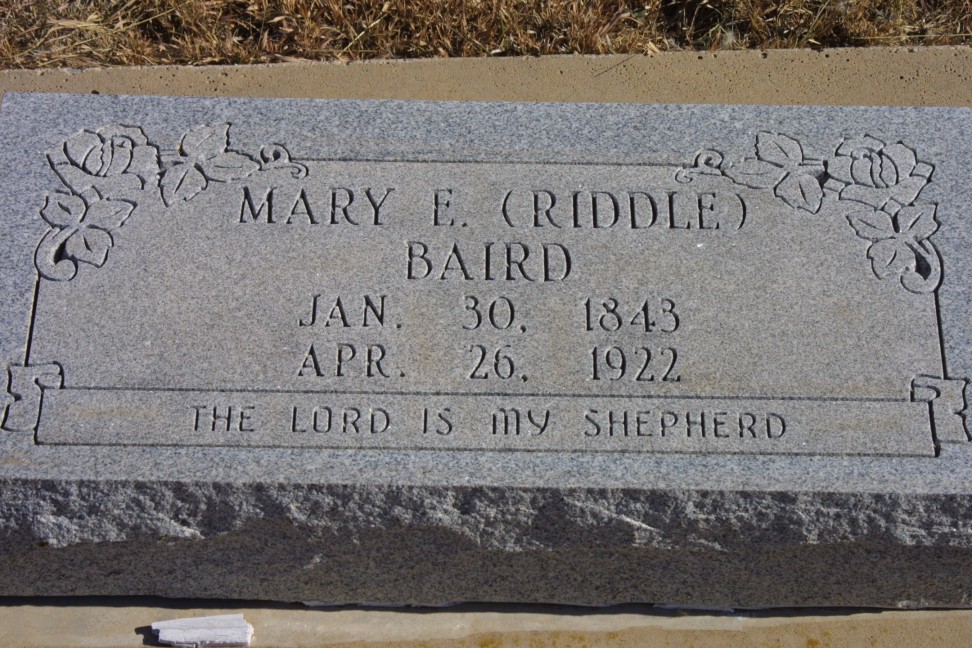 MARY E. (RIDDLE)
BAIRD
JAN. 30, 1843
APR. 26, 1922
THE LORD IS MY SHEPHERD